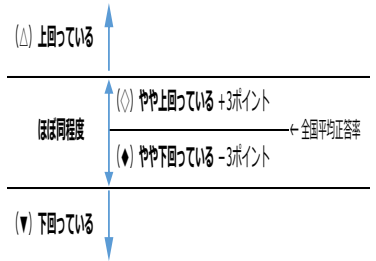 （△）上回っている
（◇）やや上回っている +3ポイント
ほぼ同程度
← 全国平均正答率
（♦）やや下回っている −3ポイント
（▼）下回っている